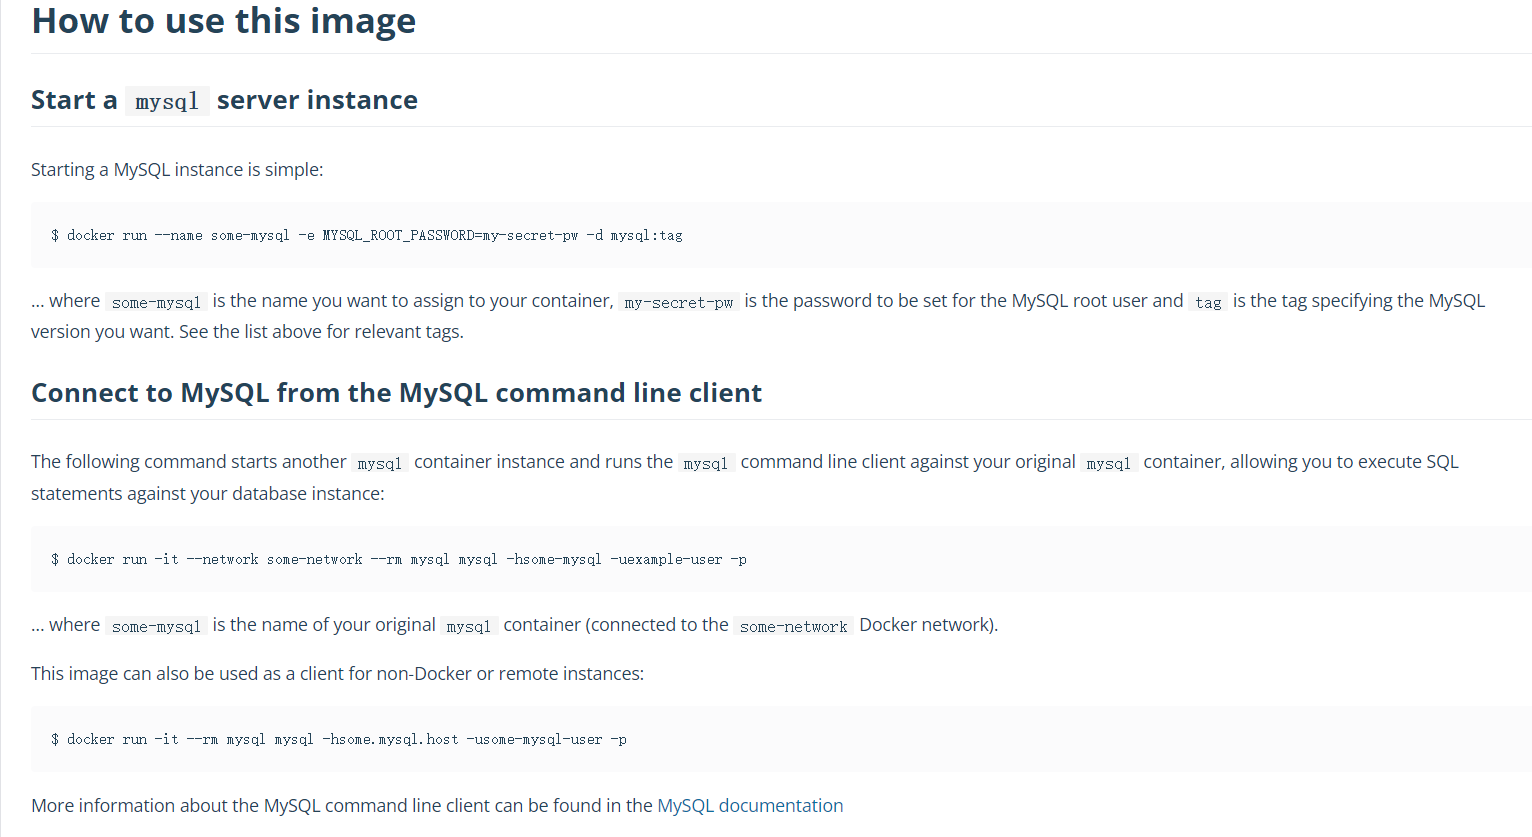 How to use this image
Start a mysql server instance
Starting a MySQL instance is simple:
$ docker run --name some-mysql -e MYSQL_ROOT_PASSWORD=my-secret-pw -d mysql:tag
... where some-mysql is the name you want to assign to your container, my-secret-pw is the password to be set for the MySQL root user and tag is the tag specifying the MySQL
version you want. See the list above for relevant tags.
Connect to MySQL from the MySQL command line client
The following command starts another mysql container instance and runs the mysql command line client against your original mysql container, allowing you to execute SQL
statements against your database instance:
$ docker run -it --network some-network --rm mysql mysql -hsome-mysql -uexample-user -p
... where some-mysql is the name of your original mysql container (connected to the some-network Docker network).
This image can also be used as a client for non-Docker or remote instances:
$ docker run -it --rm mysql mysql -hsome.mysql.host -usome-mysql-user -p
More information about the MySQL command line client can be found in the MySQL documentation